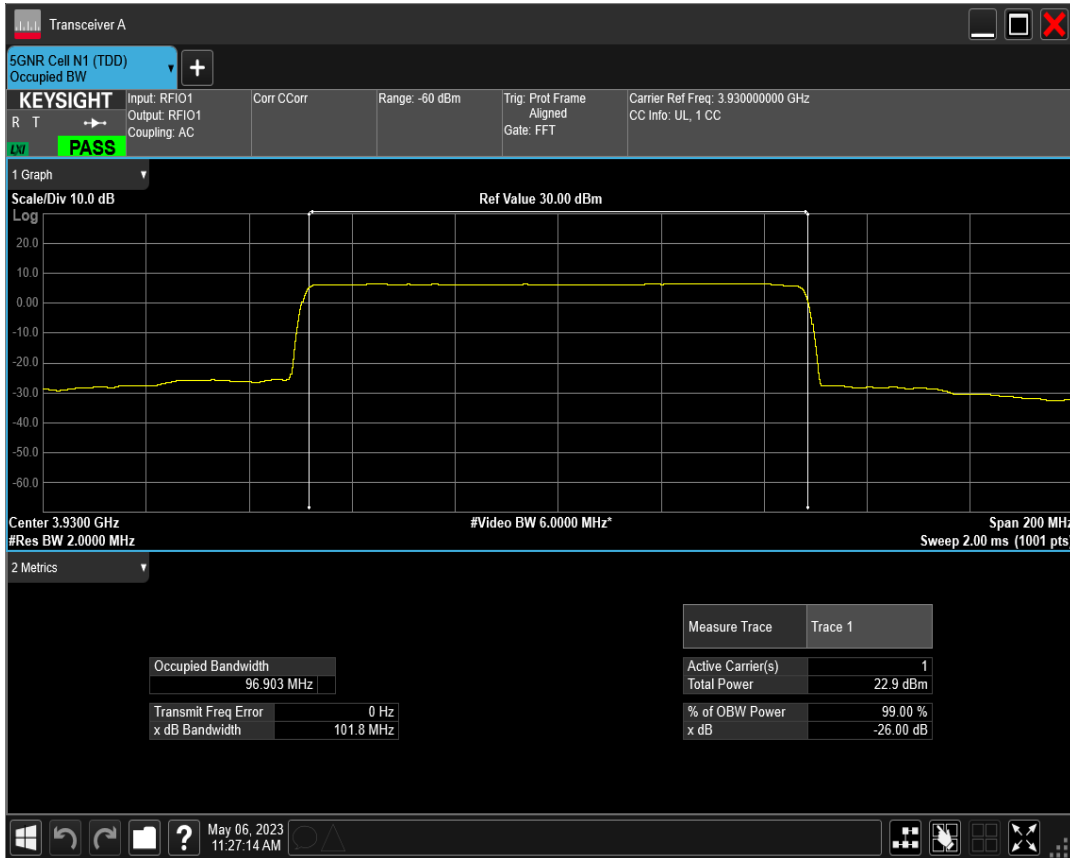 Transceiver A
5GNR Cell N1 (TDD)
Occupied BW
+
KEYSIGHT
R T
LXI
PASS
Input: RFIO1
Output: RFIO1
Coupling: AC
Corr CCorr
Range: -60 dBm
Trig: Prot Frame
Aligned
Gate: FFT
Carrier Ref Freq: 3.930000000 GHz
CC Info: UL, 1 CC
1 Graph
Scale/Div 10.0 dB
Ref Value 30.00 dBm
Log
20.0
10.0
0.00
-10.0
-20.0
-30.0
-40.0
-50.0
-60.0
Center 3.9300 GHz
#Video BW 6.0000 MHz*
Span 200 MHz
#Res BW 2.0000 MHz
Sweep 2.00 ms (1001 pts)
2 Metrics
Measure Trace Trace 1
Occupied Bandwidth
96.903 MHz
Active Carrier(s) 1
Total Power 22.9 dBm
Transmit Freq Error 0 Hz
x dB Bandwidth 101.8 MHz
% of OBW Power 99.00 %
x dB -26.00 dB
?
May 06, 2023
11:27:14 AM